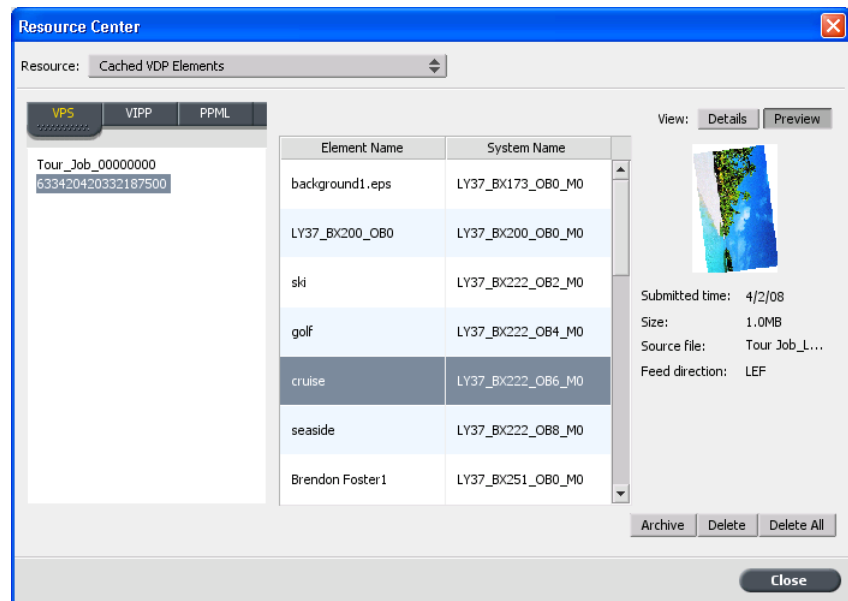 Resource Center
Resource: Cached VDP Elements
VPS VIPP PPML
View: Details Preview
Tour_Job_00000000
633420420332187500
Element Name System Name
background1.eps LY37_BX173_OB0_M0
LY37_BX200_OB0 LY37_BX200_OB0_M0
ski LY37_BX222_OB2_M0
golf LY37_BX222_OB4_M0
cruise LY37_BX222_OB6_M0
seaside LY37_BX222_OB8_M0
Brendon Foster1 LY37_BX251_OB0_M0
Submitted time: 4/2/08
Size: 1.0MB
Source file: Tour Job_L...
Feed direction: LEF
Archive Delete Delete All
Close